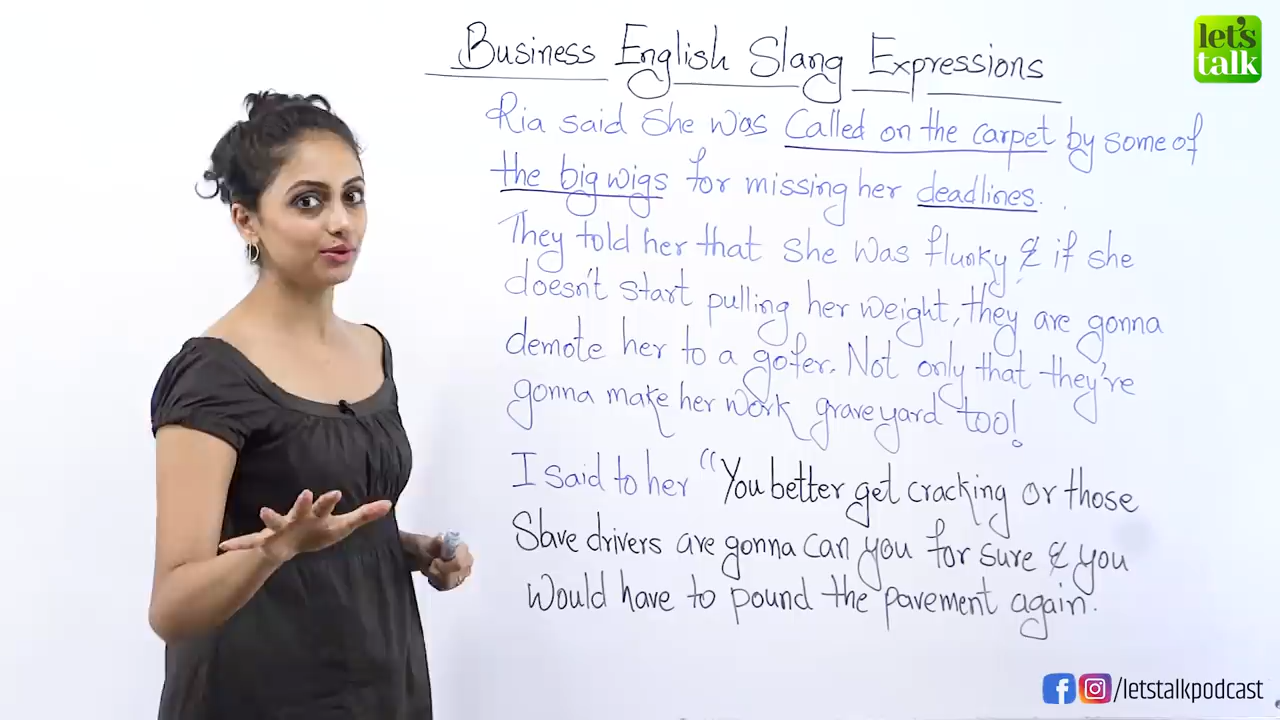 Business English Slang Expressions
let's
talk
Ria said she was Called on the carpet by some of
the big wigs for missing her deadlines.
They told her that she was flunky & if she
doesn't start pulling her weight, they are gonna
demote her to a gofer. Not only that they're
gonna make her work graveyard too!
I said to her "You better get cracking or those
Slave drivers are gonna can you for sure & you
would have to pound the pavement again.
/letstalkpodcast